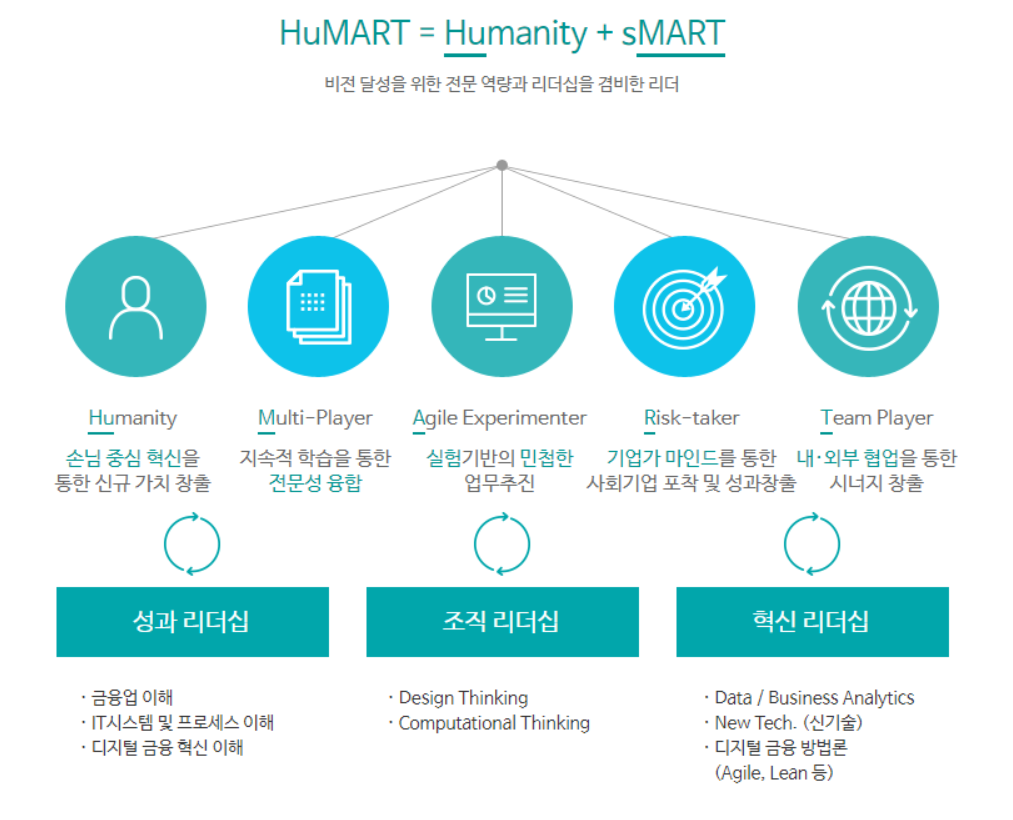 HuMART = Humanity + sMART
비전 달성을 위한 전문 역량과 리더십을 겸비한 리더
Humanity
손님 중심 혁신을
통한 신규 가치 창출
Multi-Player
지속적 학습을 통한
전문성 융합
Agile Experimenter
실험기반의 민첩한
업무추진
Risk-taker
기업가 마인드를 통한
사회기업 포착 및 성과창출
Team Player
내·외부 협업을 통한
시너지 창출
성과 리더십
· 금융업 이해
· IT시스템 및 프로세스 이해
· 디지털 금융 혁신 이해
조직 리더십
· Design Thinking
· Computational Thinking
혁신 리더십
· Data / Business Analytics
· New Tech. (신기술)
· 디지털 금융 방법론
(Agile, Lean 등)